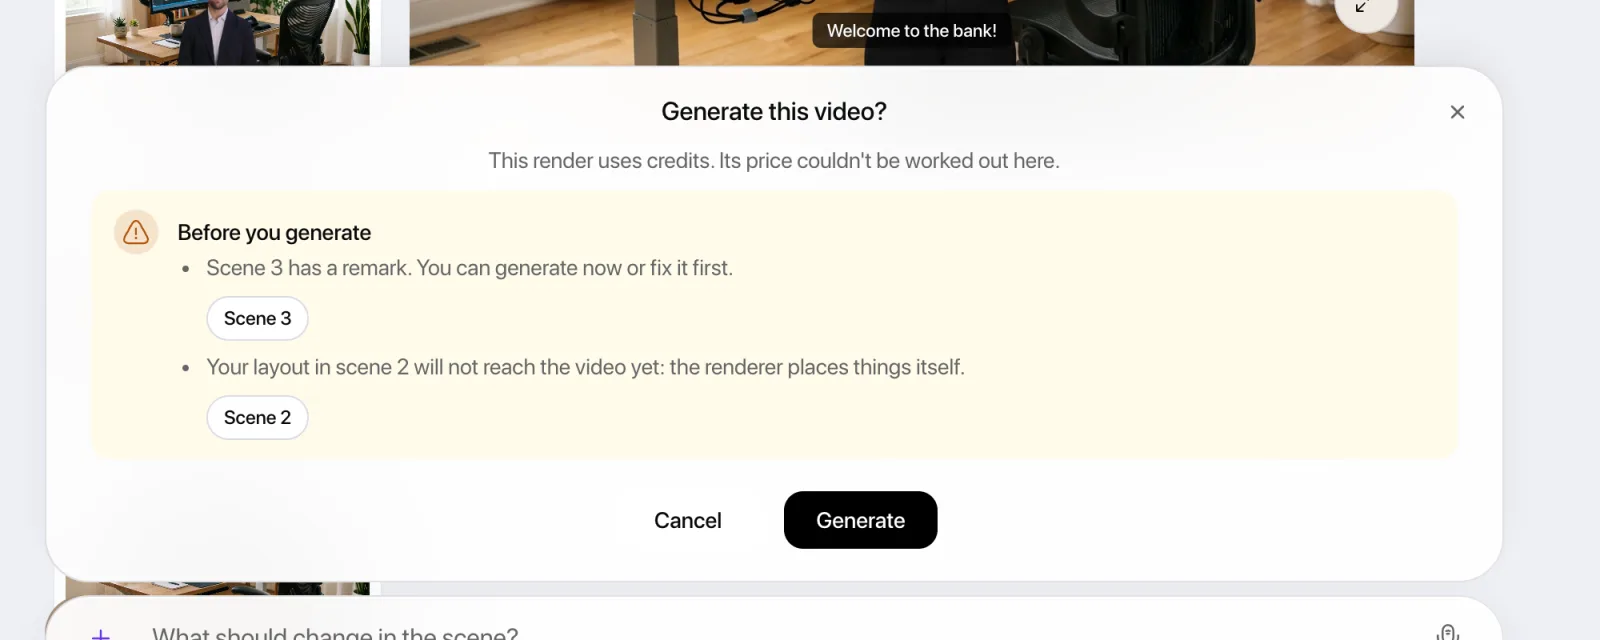 Welcome to the bank!
Generate this video?
This render uses credits. Its price couldn't be worked out here.
Before you generate
Scene 3 has a remark. You can generate now or fix it first.
Scene 3
Your layout in scene 2 will not reach the video yet: the renderer places things itself.
Scene 2
Cancel
Generate
What should change in the scene?